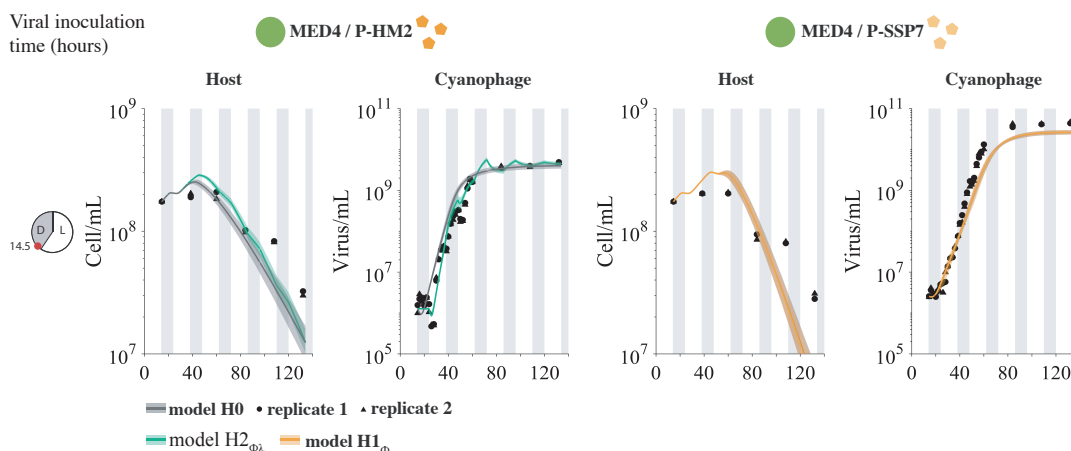 Viral inoculation
time (hours)
MED4 / P-HM2
MED4 / P-SSP7
Host
Cyanophage
Host
Cyanophage
D L
14.5
Cell/mL
10^9
10^8
10^7
0 40 80 120
Virus/mL
10^11
10^9
10^7
10^5
0 40 80 120
Cell/mL
10^9
10^8
10^7
0 40 80 120
Virus/mL
10^11
10^9
10^7
10^5
0 40 80 120
model H0 replicate 1 replicate 2
model H2Φλ model H1Φ